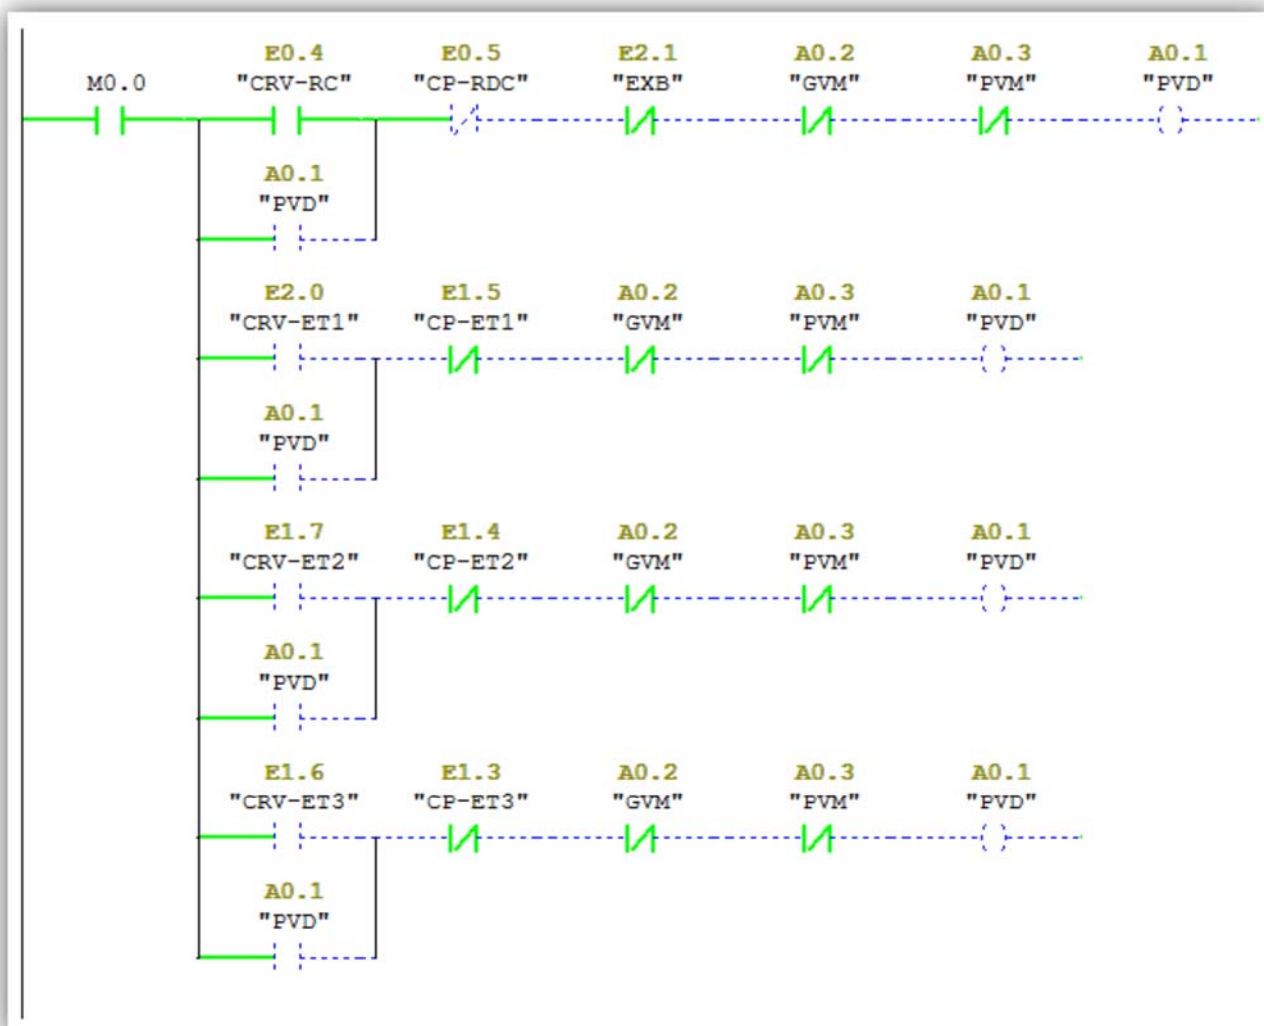 E0.4 E0.5 E2.1 A0.2 A0.3 A0.1
M0.0 "CRV-RC" "CP-RDC" "EXB" "GVM" "PVM" "PVD"
A0.1
"PVD"
E2.0 E1.5 A0.2 A0.3 A0.1
"CRV-ET1" "CP-ET1" "GVM" "PVM" "PVD"
A0.1
"PVD"
E1.7 E1.4 A0.2 A0.3 A0.1
"CRV-ET2" "CP-ET2" "GVM" "PVM" "PVD"
A0.1
"PVD"
E1.6 E1.3 A0.2 A0.3 A0.1
"CRV-ET3" "CP-ET3" "GVM" "PVM" "PVD"
A0.1
"PVD"